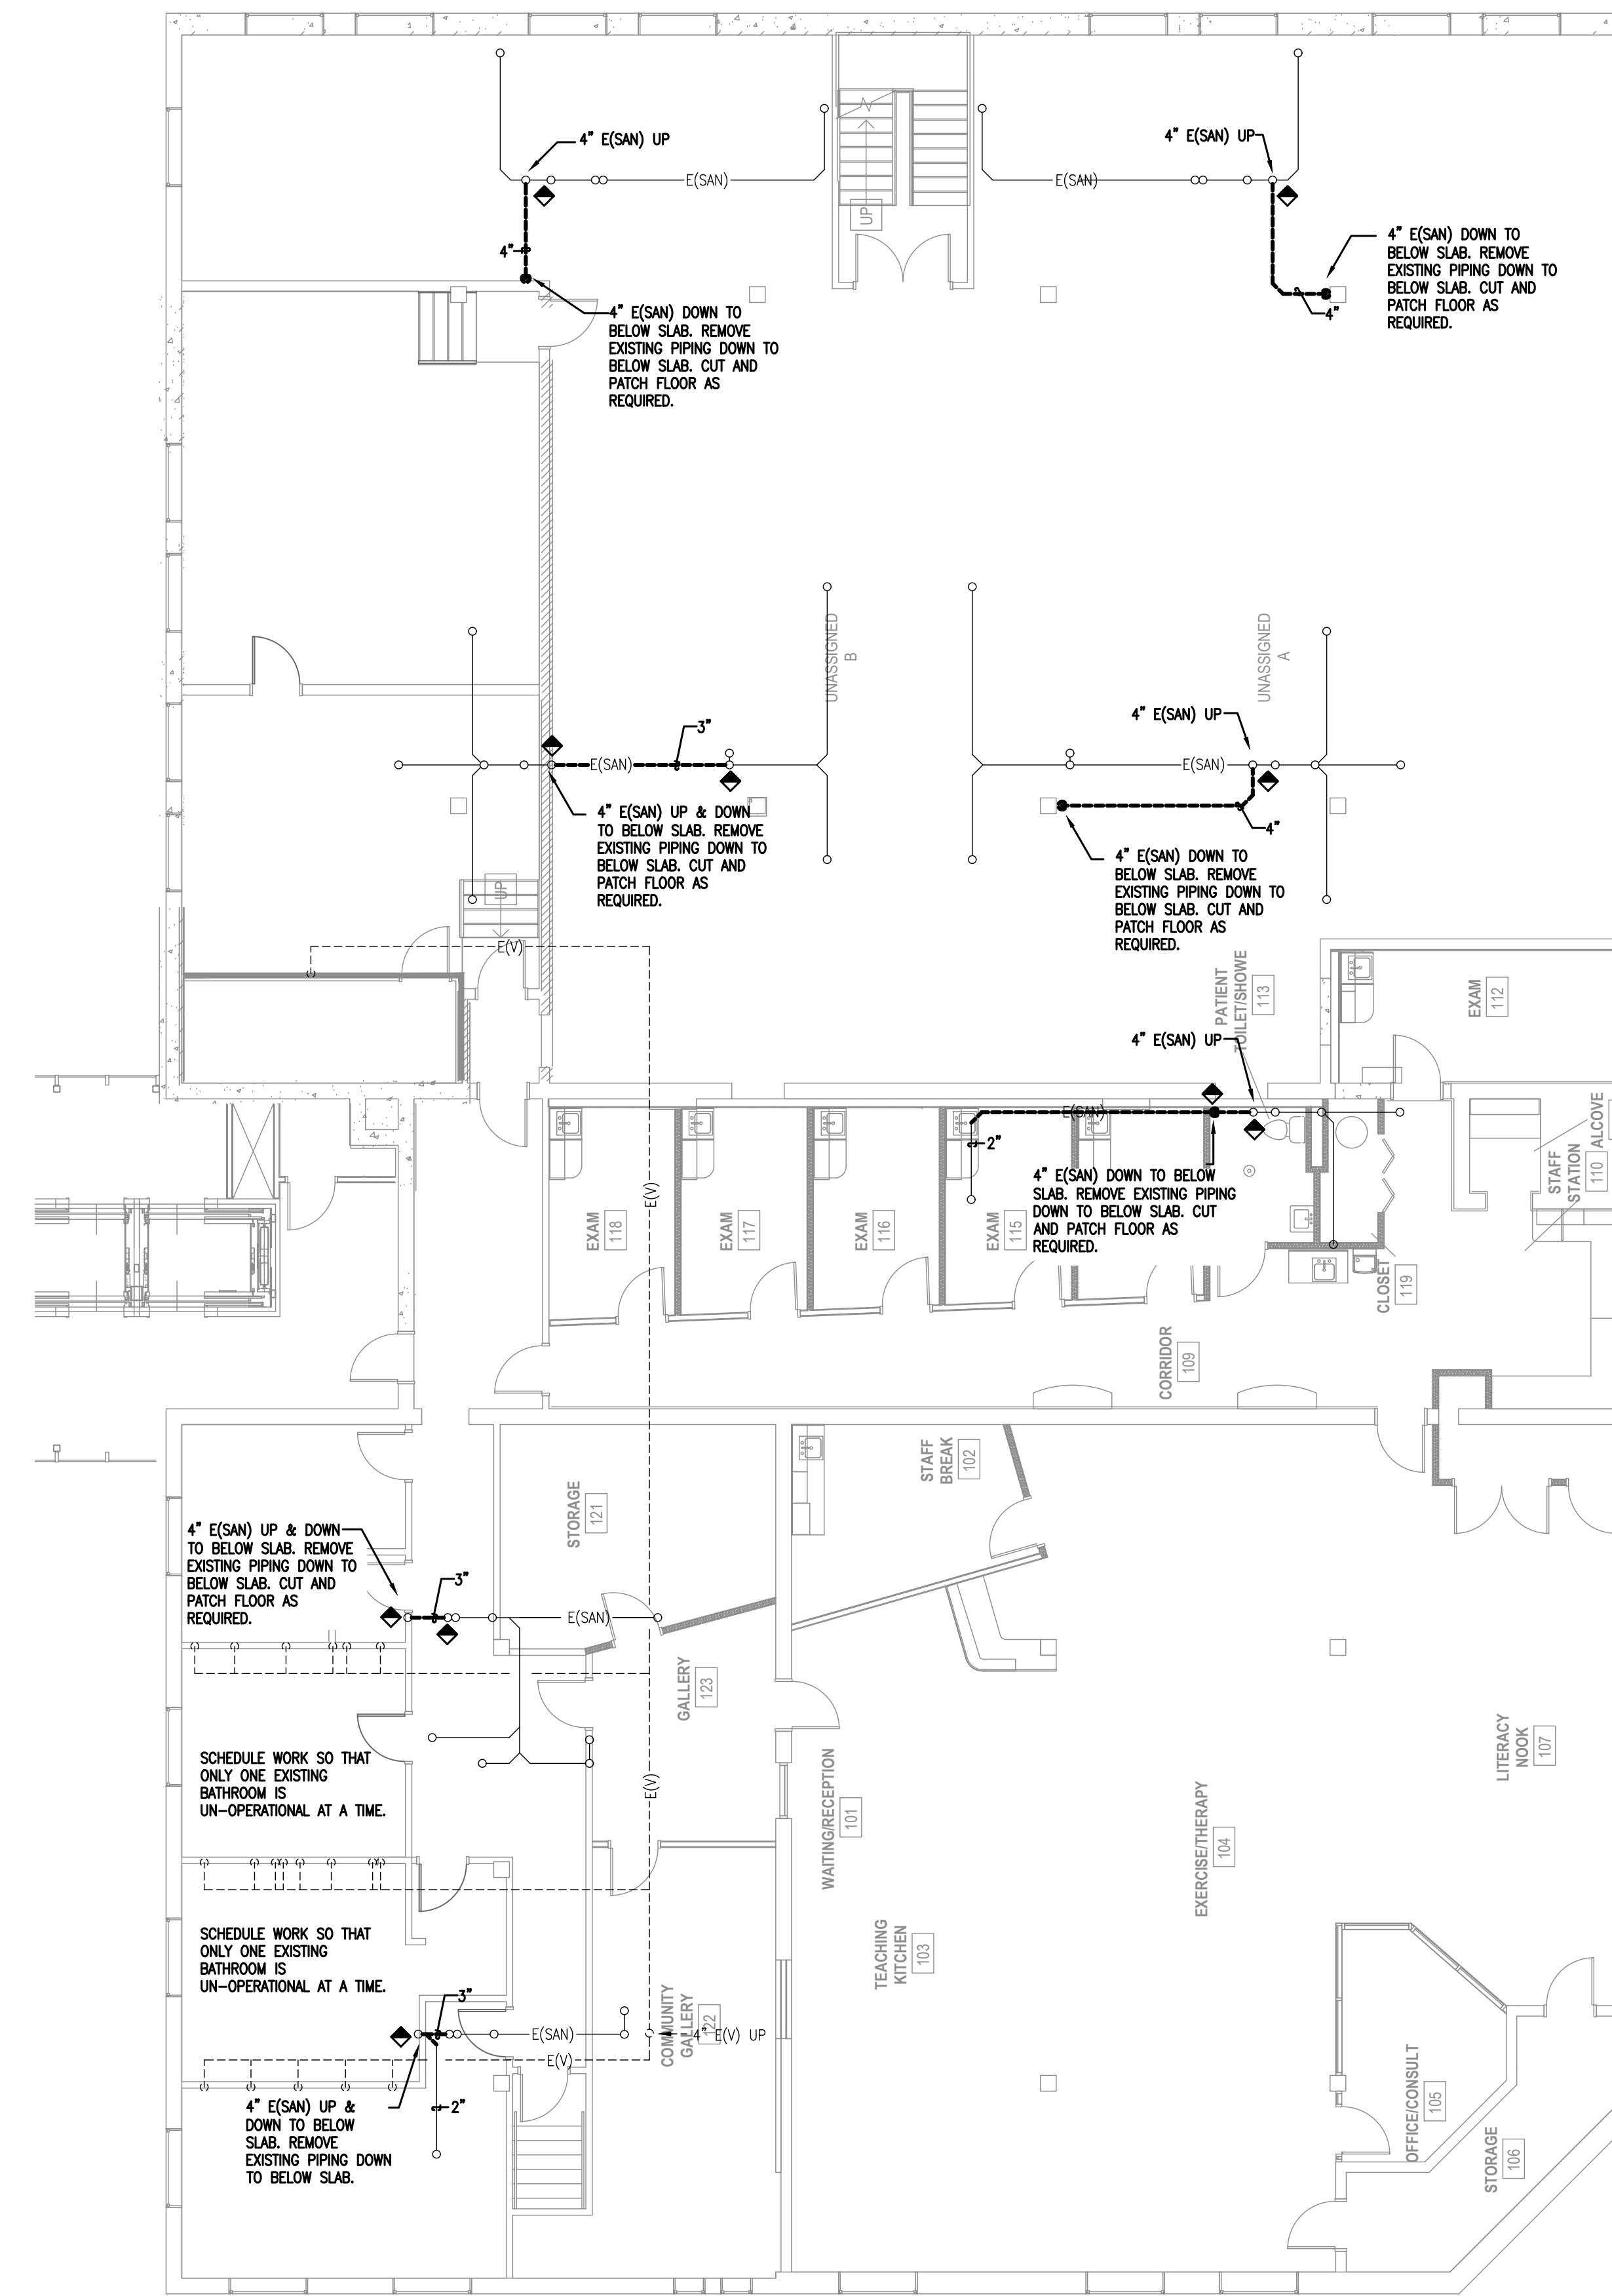 4" E(SAN) UP
4" E(SAN) UP
E(SAN)
E(SAN)
UP
4"
4" E(SAN) DOWN TO
BELOW SLAB. REMOVE
EXISTING PIPING DOWN TO
BELOW SLAB. CUT AND
PATCH FLOOR AS
REQUIRED.
4" E(SAN) DOWN TO
BELOW SLAB. REMOVE
EXISTING PIPING DOWN TO
BELOW SLAB. CUT AND
PATCH FLOOR AS
REQUIRED.
4"
UNASSIGNED
B
UNASSIGNED
A
3"
4" E(SAN) UP
E(SAN)
E(SAN)
4" E(SAN) UP & DOWN
TO BELOW SLAB. REMOVE
EXISTING PIPING DOWN TO
BELOW SLAB. CUT AND
PATCH FLOOR AS
REQUIRED.
4"
4" E(SAN) DOWN TO
BELOW SLAB. REMOVE
EXISTING PIPING DOWN TO
BELOW SLAB. CUT AND
PATCH FLOOR AS
REQUIRED.
UP
E(V)
PATIENT
TOILET/SHOWE
113
EXAM
112
4" E(SAN) UP
E(SAN)
2"
4" E(SAN) DOWN TO BELOW
SLAB. REMOVE EXISTING PIPING
DOWN TO BELOW SLAB. CUT
AND PATCH FLOOR AS
REQUIRED.
E(V)
EXAM
118
EXAM
117
EXAM
116
EXAM
115
STAFF
STATION
110
ALCOVE
CLOSET
119
CORRIDOR
109
STAFF
BREAK
102
STORAGE
121
4" E(SAN) UP & DOWN
TO BELOW SLAB. REMOVE
EXISTING PIPING DOWN TO
BELOW SLAB. CUT AND
PATCH FLOOR AS
REQUIRED.
3"
E(SAN)
GALLERY
123
SCHEDULE WORK SO THAT
ONLY ONE EXISTING
BATHROOM IS
UN-OPERATIONAL AT A TIME.
E(V)
WAITING/RECEPTION
101
EXERCISE/THERAPY
104
LITERACY
NOOK
107
SCHEDULE WORK SO THAT
ONLY ONE EXISTING
BATHROOM IS
UN-OPERATIONAL AT A TIME.
TEACHING
KITCHEN
103
3"
E(SAN)
E(V)
COMMUNITY
GALLERY
122
4" E(V) UP
4" E(SAN) UP &
DOWN TO BELOW
SLAB. REMOVE
EXISTING PIPING DOWN
TO BELOW SLAB.
2"
OFFICE/CONSULT
105
STORAGE
106